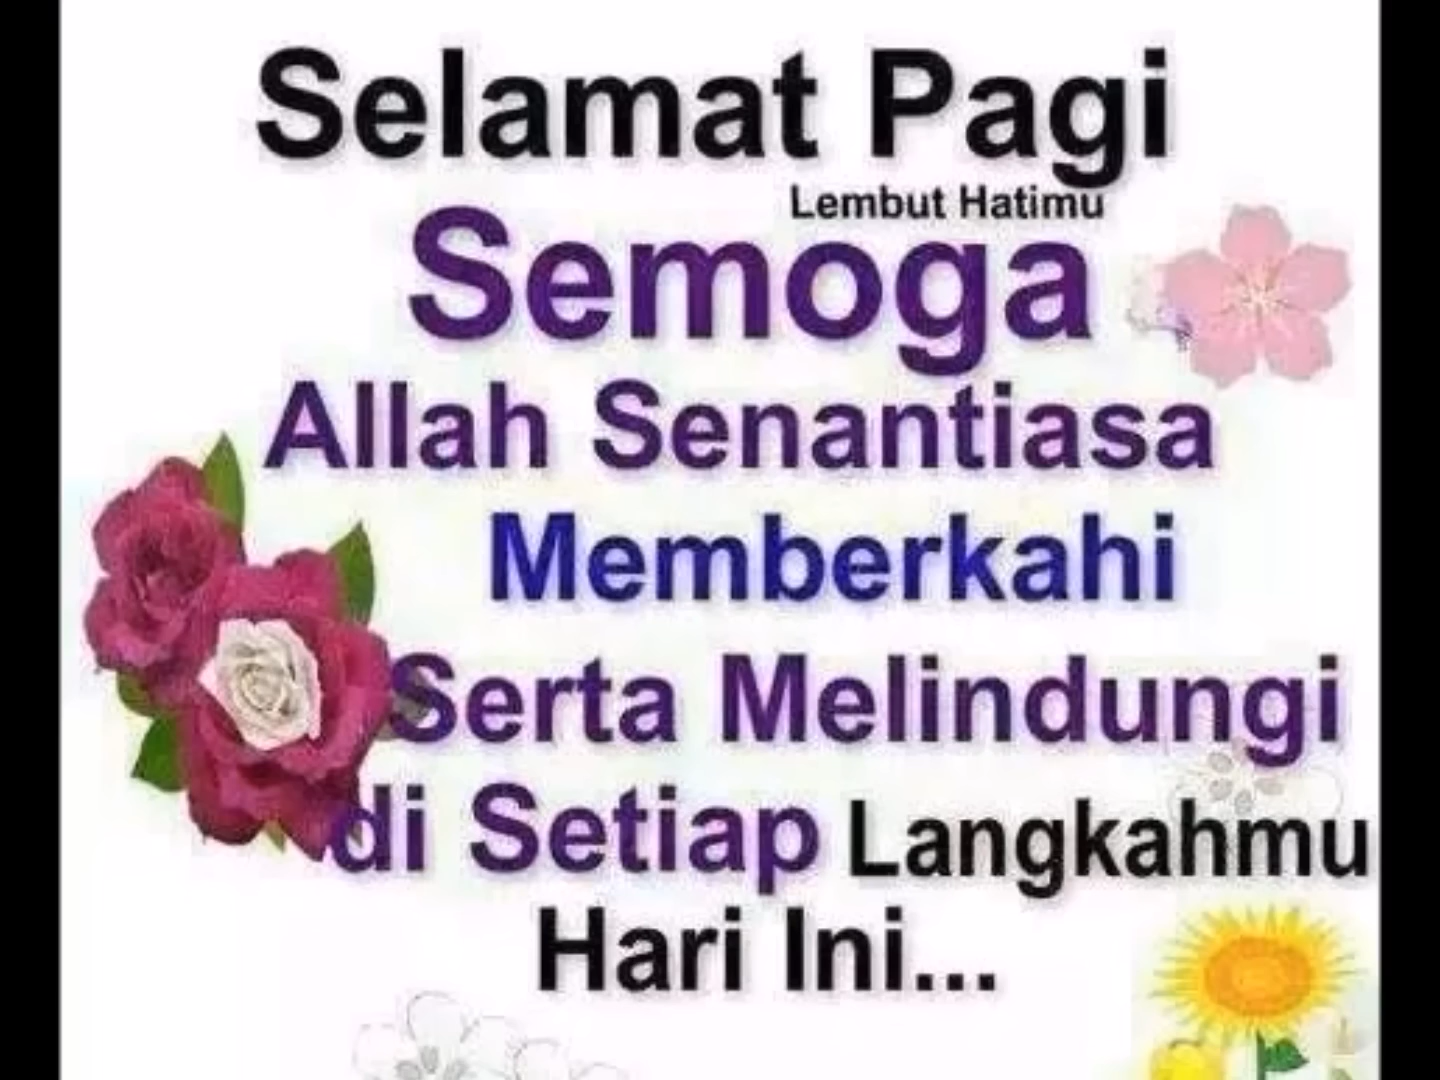 Selamat Pagi
Lembut Hatimu
Semoga
Allah Senantiasa
Memberkahi
Serta Melindungi
di Setiap Langkahmu
Hari Ini...